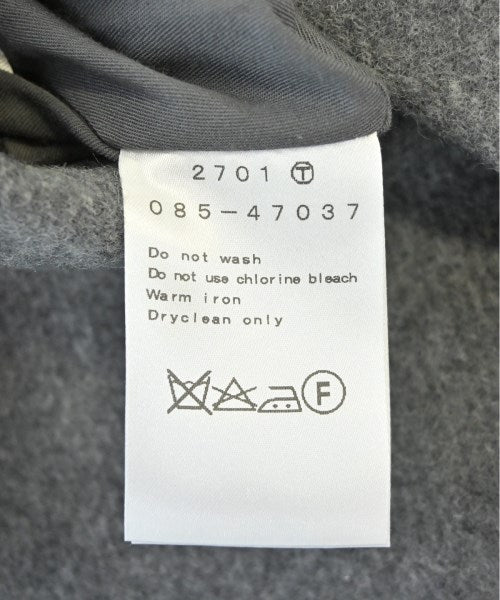 2701 Ⓣ
085-47037
Do not wash
Do not use chlorine bleach
Warm iron
Dryclean only
F